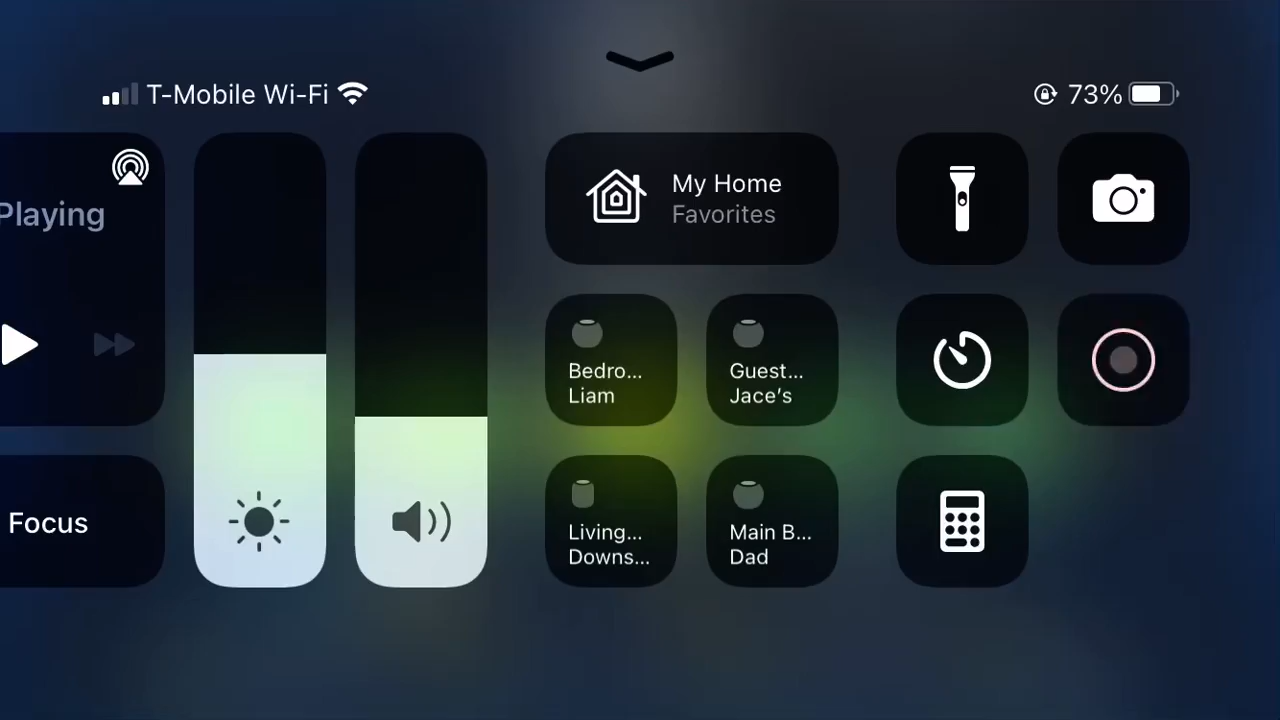 T-Mobile Wi-Fi
73%
Playing
My Home
Favorites
Bedro...
Liam
Guest...
Jace's
Focus
Living...
Downs...
Main B...
Dad